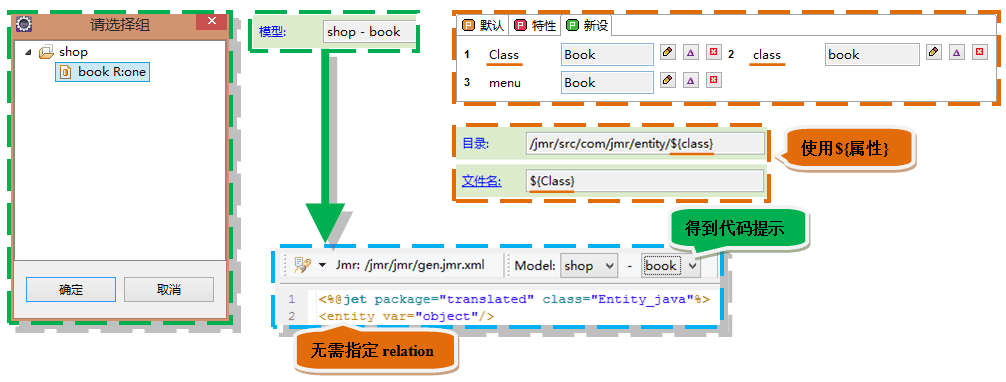 请选择组
shop
book R:one
确定
取消
模型:
shop - book
默认
特性
新设
1 Class Book
2 class book
3 menu Book
目录: /jmr/src/com/jmr/entity/${class}
文件名: ${Class}
使用${属性}
得到代码提示
Jmr: /jmr/jmr/gen.jmr.xml Model: shop - book
1 <%@jet package="translated" class="Entity_java"%>
2 <entity var="object"/>
无需指定 relation